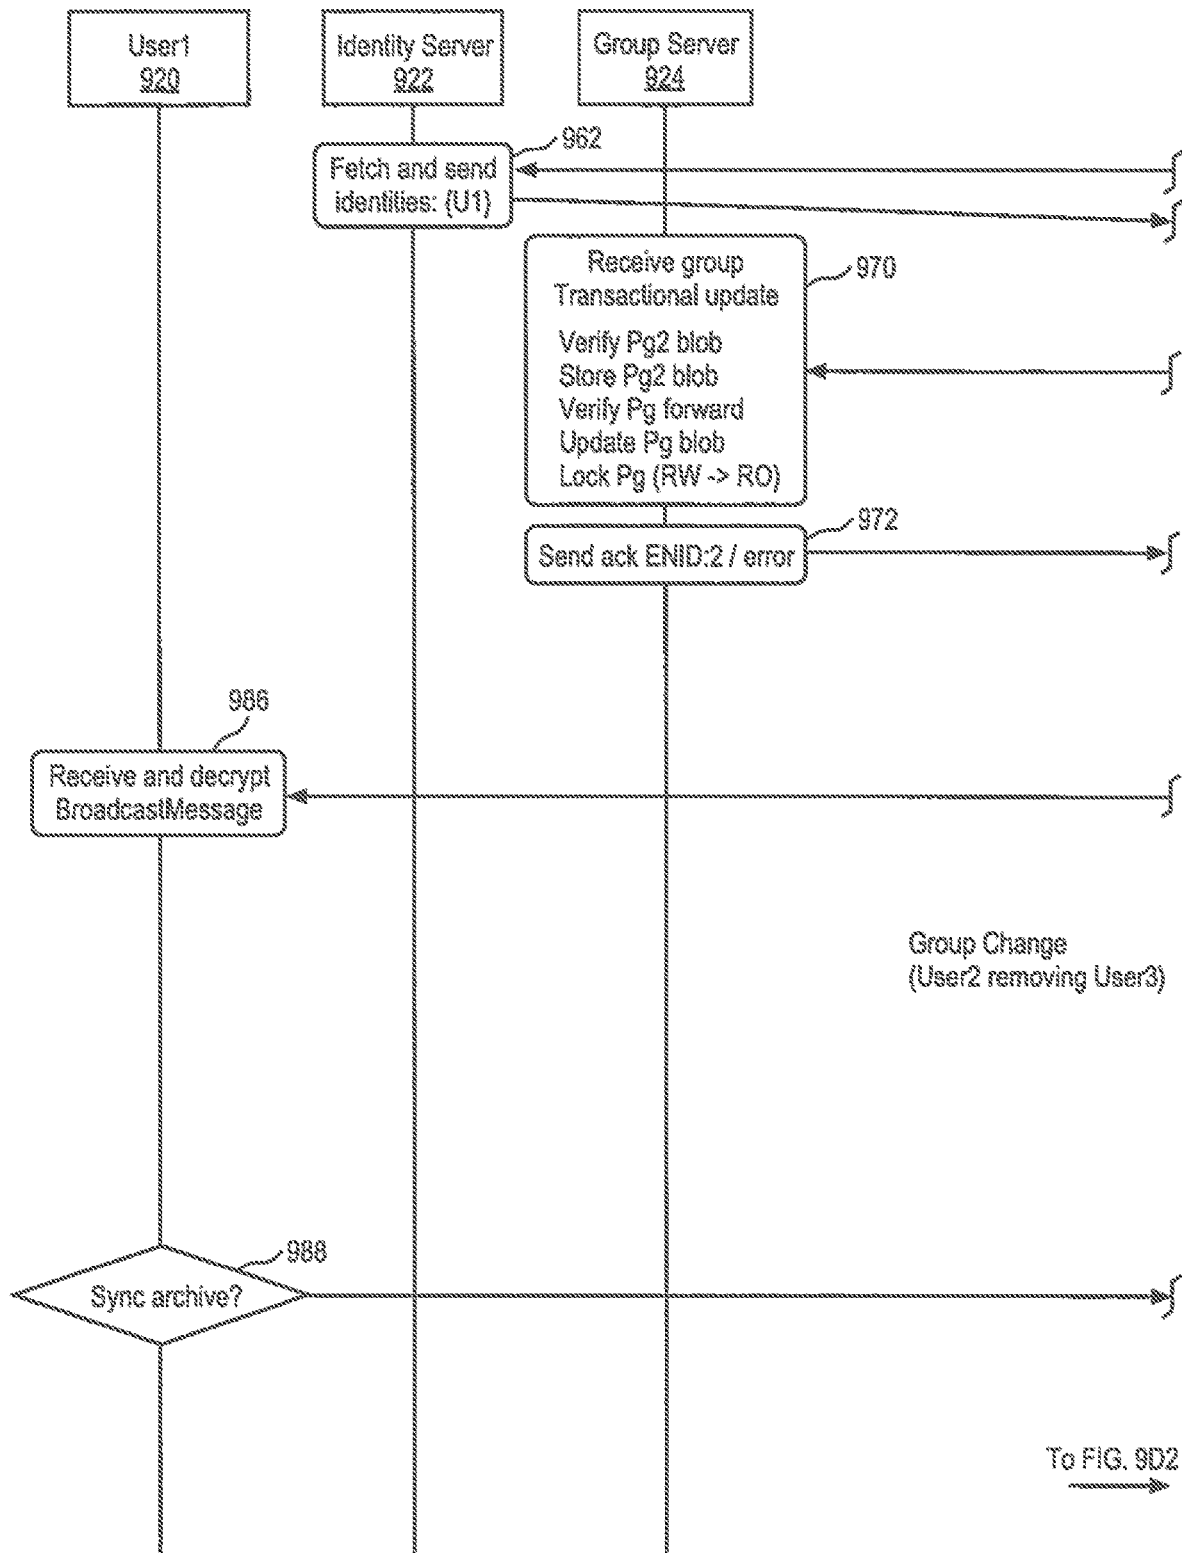 User1
920
Identity Server
922
Group Server
924
962
Fetch and send
identities: {U1}
Receive group
Transactional update
970
Verify Pg2 blob
Store Pg2 blob
Verify Pg forward
Update Pg blob
Lock Pg (RW -> RO)
972
Send ack ENID:2 / error
986
Receive and decrypt
BroadcastMessage
Group Change
(User2 removing User3)
988
Sync archive?
To FIG. 9D2